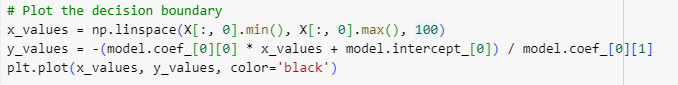 # Plot the decision boundary
x_values = np.linspace(X[:, 0].min(), X[:, 0].max(), 100)
y_values = -(model.coef_[0][0] * x_values + model.intercept_[0]) / model.coef_[0][1]
plt.plot(x_values, y_values, color='black')